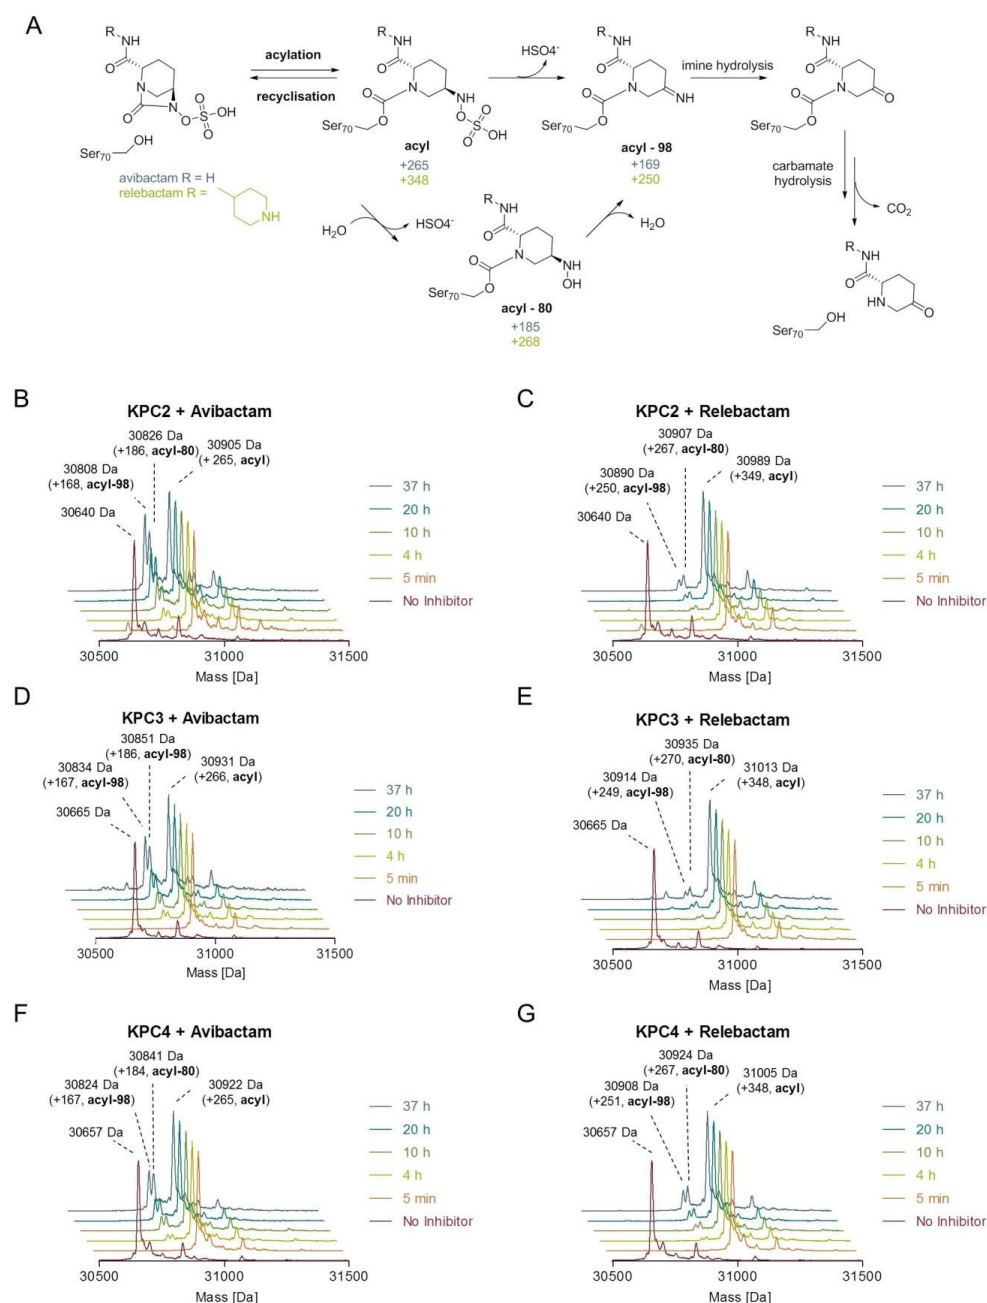 A
R
NH
O
N
O
N
O
O
S
OH
O
Ser70
OH
avibactam R = H
relebactam R =
NH
acylation
recyclisation
R
NH
O
N
O
O
Ser70
NH
O
O
S
OH
O
acyl
+265
+348
HSO4-
R
NH
O
N
O
NH
O
Ser70
acyl - 98
+169
+250
imine hydrolysis
R
NH
O
N
O
O
O
Ser70
carbamate
hydrolysis
CO2
H2O
HSO4-
R
NH
O
N
O
NH
O
OH
Ser70
acyl - 80
+185
+268
H2O
R
NH
O
HN
O
Ser70
OH
B
KPC2 + Avibactam
30826 Da
(+186, acyl-80)
30905 Da
(+ 265, acyl)
30808 Da
(+168, acyl-98)
30640 Da
37 h
20 h
10 h
4 h
5 min
No Inhibitor
30500
31000
31500
Mass [Da]
C
KPC2 + Relebactam
30907 Da
(+267, acyl-80)
30989 Da
(+349, acyl)
30890 Da
(+250, acyl-98)
30640 Da
37 h
20 h
10 h
4 h
5 min
No Inhibitor
30500
31000
31500
Mass [Da]
D
KPC3 + Avibactam
30851 Da
(+186, acyl-98)
30931 Da
(+266, acyl)
30834 Da
(+167, acyl-98)
30665 Da
37 h
20 h
10 h
4 h
5 min
No Inhibitor
30500
31000
31500
Mass [Da]
E
KPC3 + Relebactam
30935 Da
(+270, acyl-80)
31013 Da
(+348, acyl)
30914 Da
(+249, acyl-98)
30665 Da
37 h
20 h
10 h
4 h
5 min
No Inhibitor
30500
31000
31500
Mass [Da]
F
KPC4 + Avibactam
30841 Da
(+184, acyl-80)
30922 Da
(+265, acyl)
30824 Da
(+167, acyl-98)
30657 Da
37 h
20 h
10 h
4 h
5 min
No Inhibitor
30500
31000
31500
Mass [Da]
G
KPC4 + Relebactam
30924 Da
(+267, acyl-80)
31005 Da
(+348, acyl)
30908 Da
(+251, acyl-98)
30657 Da
37 h
20 h
10 h
4 h
5 min
No Inhibitor
30500
31000
31500
Mass [Da]